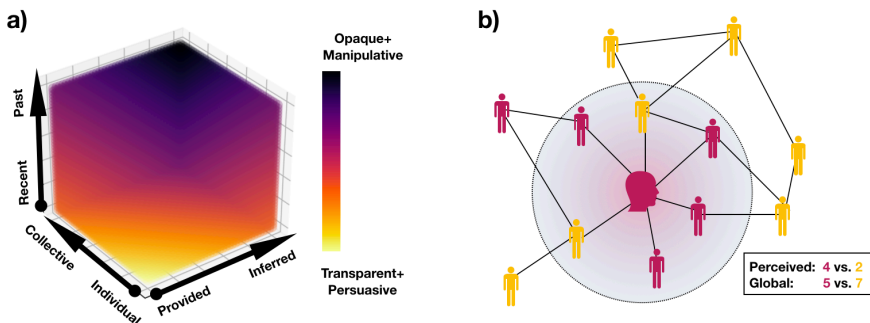 a)
Opaque+
Manipulative
Past
Recent
Collective
Individual
Provided
Inferred
Transparent+
Persuasive
b)
Perceived: 4 vs. 2
Global: 5 vs. 7